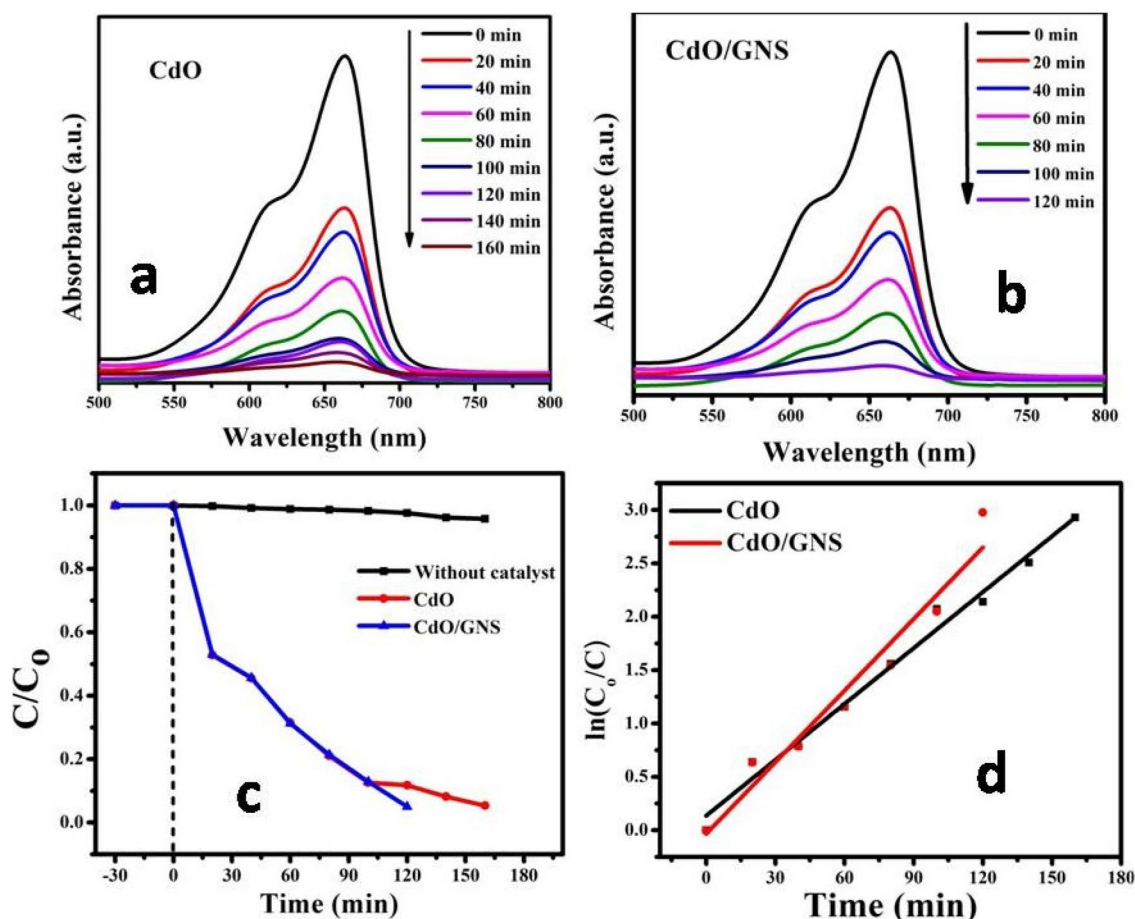 CdO
0 min
20 min
40 min
60 min
80 min
100 min
120 min
140 min
160 min
a
Absorbance (a.u.)
500 550 600 650 700 750 800
Wavelength (nm)
CdO/GNS
0 min
20 min
40 min
60 min
80 min
100 min
120 min
b
Absorbance (a.u.)
500 550 600 650 700 750 800
Wavelength (nm)
1.0
0.8
0.6
0.4
0.2
0.0
C/Co
Without catalyst
CdO
CdO/GNS
c
-30 0 30 60 90 120 150 180
Time (min)
3.0
2.5
2.0
1.5
1.0
0.5
0.0
ln(Co/C)
CdO
CdO/GNS
d
0 30 60 90 120 150 180
Time (min)